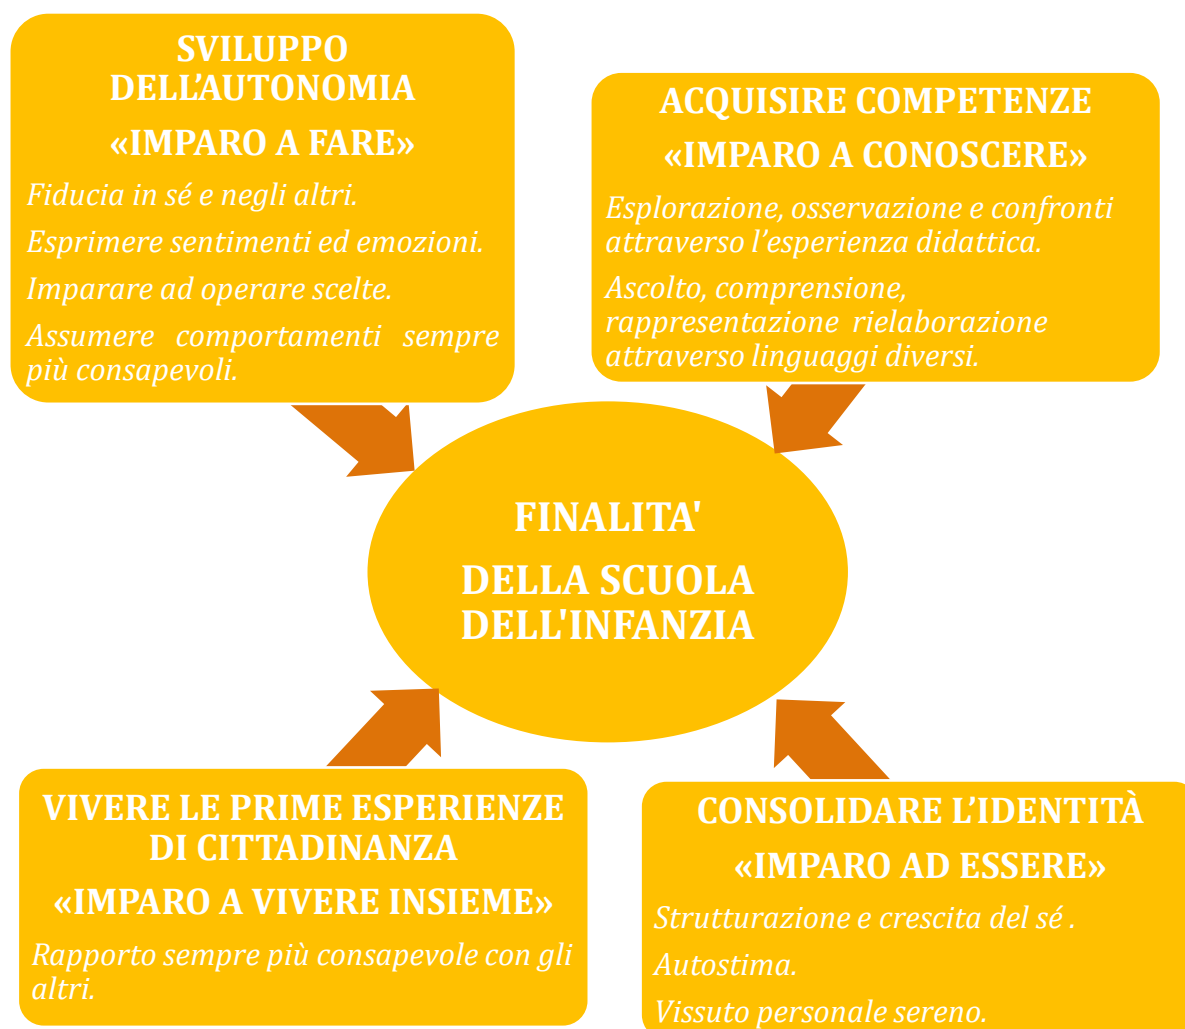 SVILUPPO
DELL’AUTONOMIA
«IMPARO A FARE»
Fiducia in sé e negli altri.
Esprimere sentimenti ed emozioni.
Imparare ad operare scelte.
Assumere comportamenti sempre
più consapevoli.
ACQUISIRE COMPETENZE
«IMPARO A CONOSCERE»
Esplorazione, osservazione e confronti
attraverso l’esperienza didattica.
Ascolto, comprensione,
rappresentazione rielaborazione
attraverso linguaggi diversi.
FINALITA'
DELLA SCUOLA
DELL'INFANZIA
VIVERE LE PRIME ESPERIENZE
DI CITTADINANZA
«IMPARO A VIVERE INSIEME»
Rapporto sempre più consapevole con gli
altri.
CONSOLIDARE L’IDENTITÀ
«IMPARO AD ESSERE»
Strutturazione e crescita del sé .
Autostima.
Vissuto personale sereno.